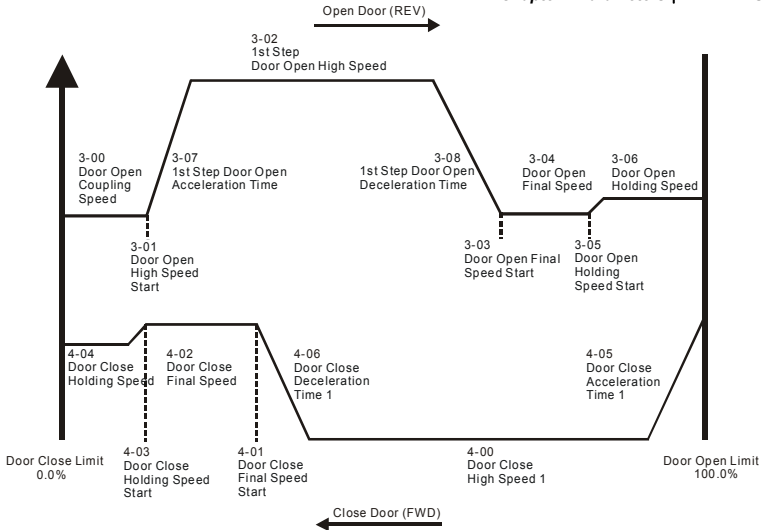 Open Door (REV)
3-02
1st Step
Door Open High Speed
3-00
Door Open
Coupling
Speed
3-07
1st Step Door Open
Acceleration Time
3-08
1st Step Door Open
Deceleration Time
3-04
Door Open
Final Speed
3-06
Door Open
Holding Speed
3-01
Door Open
High Speed
Start
3-03
Door Open Final
Speed Start
3-05
Door Open
Holding
Speed Start
4-04
Door Close
Holding Speed
4-02
Door Close
Final Speed
4-06
Door Close
Deceleration
Time 1
4-05
Door Close
Acceleration
Time 1
Door Close Limit
0.0%
4-03
Door Close
Holding Speed
Start
4-01
Door Close
Final Speed
Start
4-00
Door Close
High Speed 1
Door Open Limit
100.0%
Close Door (FWD)